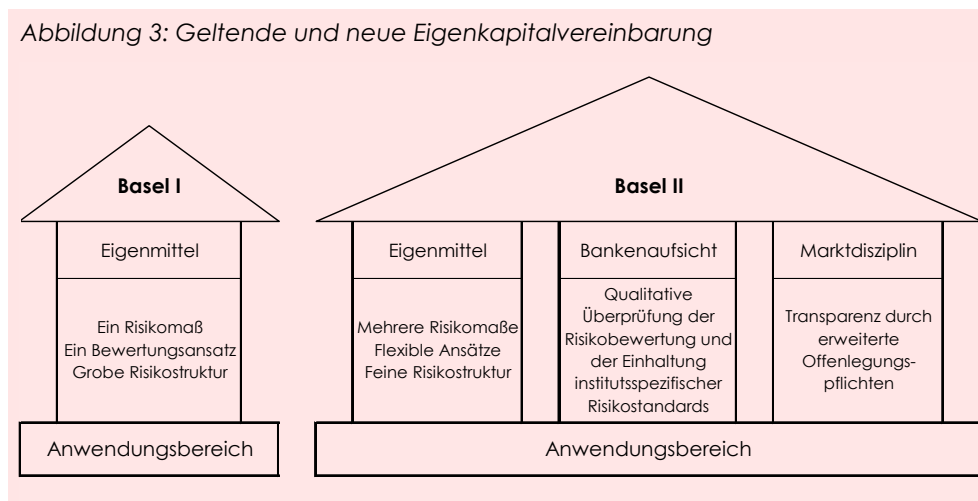 Abbildung 3: Geltende und neue Eigenkapitalvereinbarung
Basel I
Eigenmittel
Ein Risikomaß
Ein Bewertungsansatz
Grobe Risikostruktur
Anwendungsbereich
Basel II
Eigenmittel
Mehrere Risikomaße
Flexible Ansätze
Feine Risikostruktur
Bankenaufsicht
Qualitative
Überprüfung der
Risikobewertung und
der Einhaltung
institutsspezifischer
Risikostandards
Marktdisziplin
Transparenz durch
erweiterte
Offenlegungs-
pflichten
Anwendungsbereich